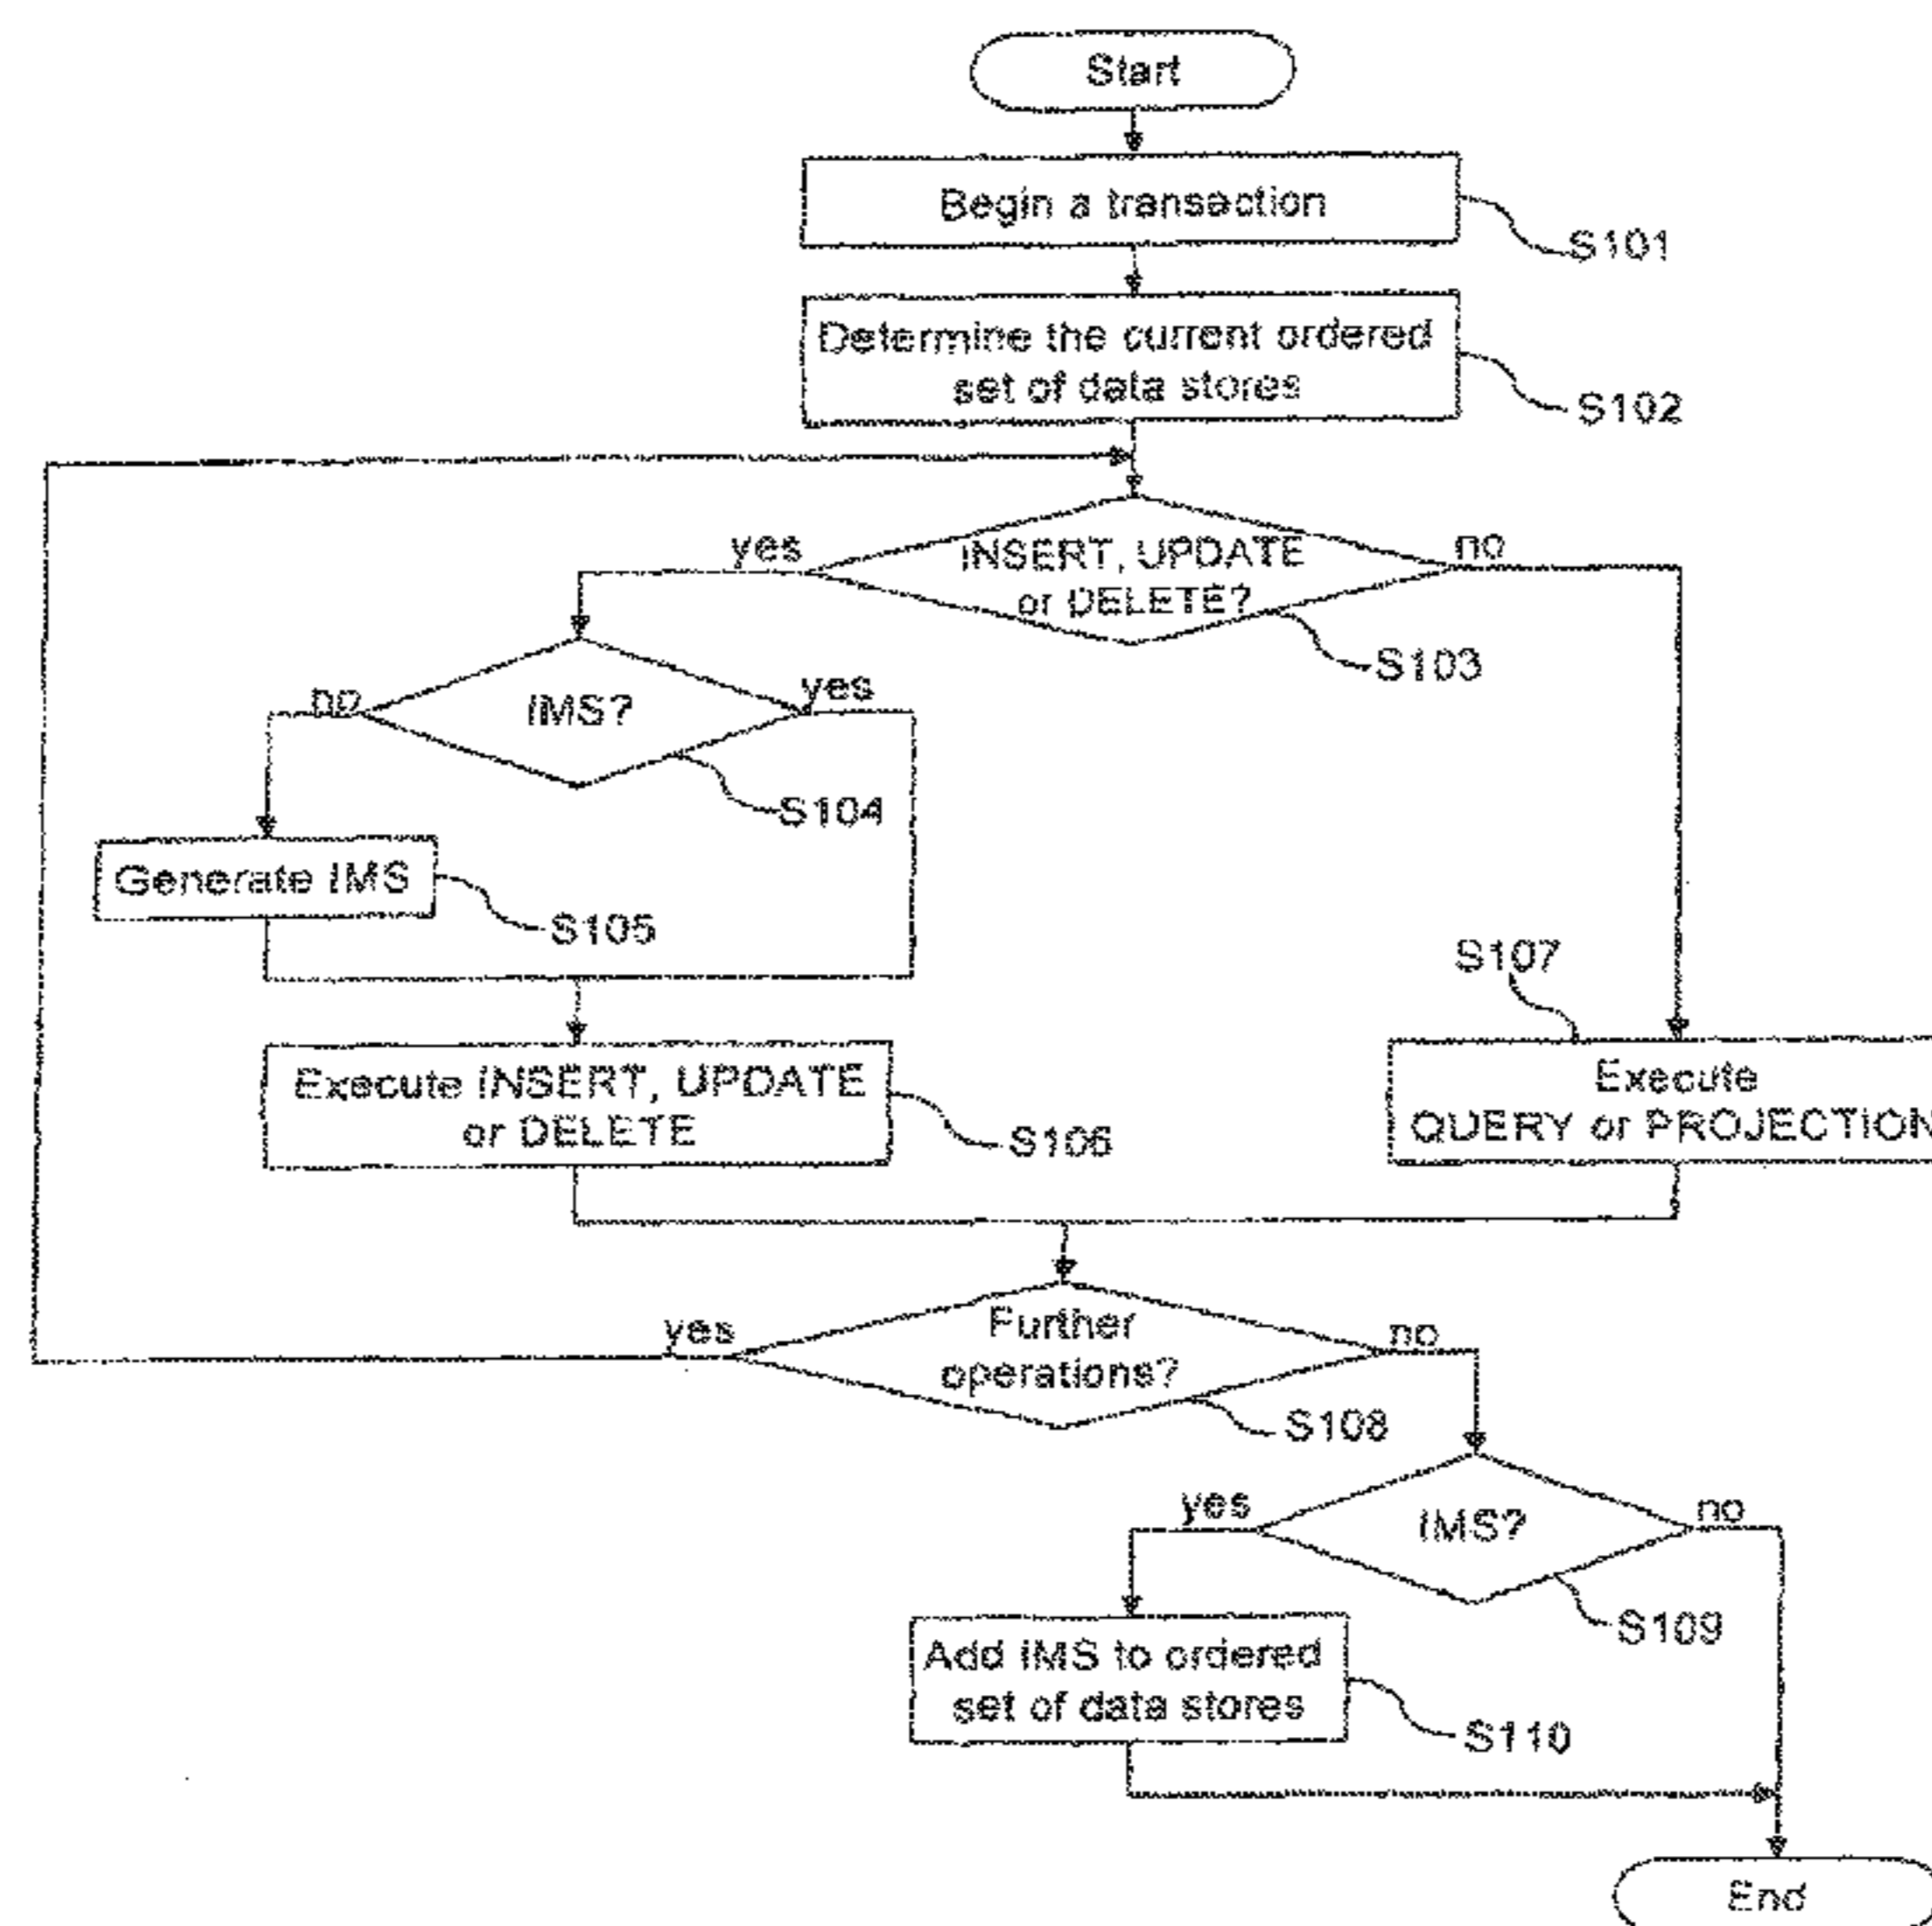 Start
Begin a transaction
S101
Determine the current ordered
set of data stores
S102
yes
INSERT, UPDATE
or DELETE?
no
S103
no
IMS?
yes
S104
Generate IMS
S105
S107
Execute INSERT, UPDATE
or DELETE
S106
Execute
QUERY or PROJECTION
yes
Further
operations?
no
S108
yes
IMS?
no
S109
Add IMS to ordered
set of data stores
S110
End